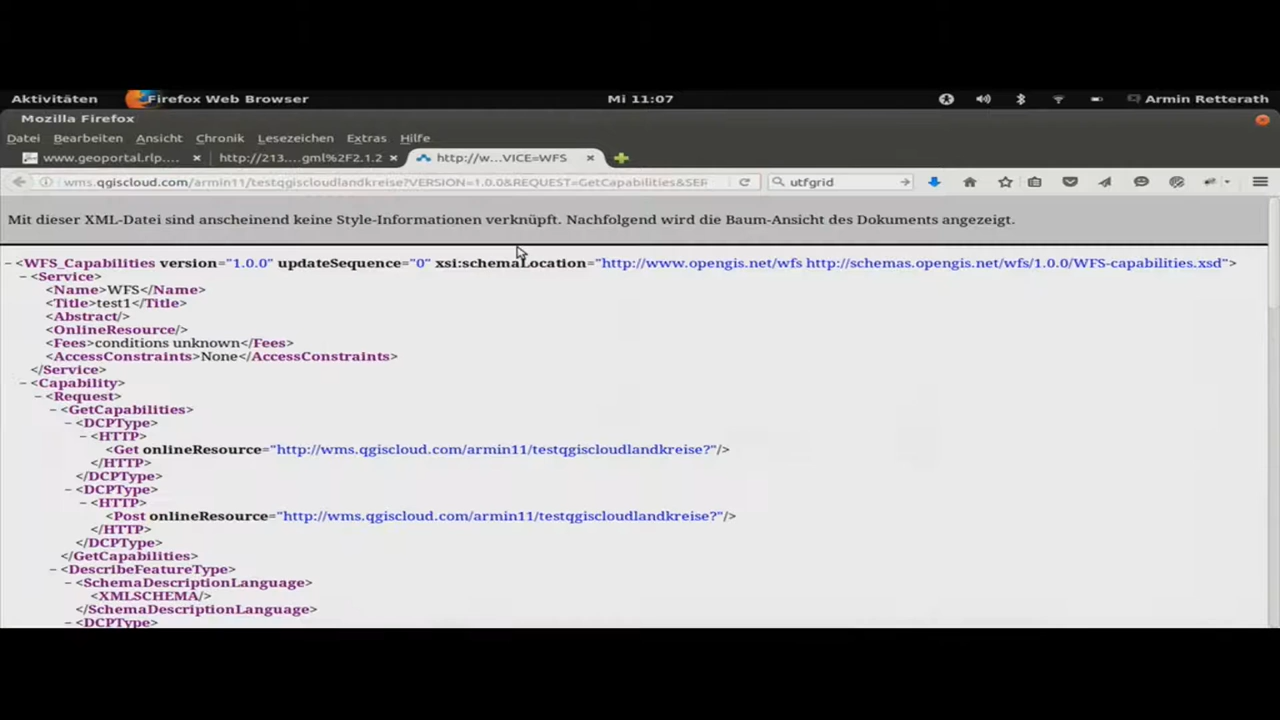 Aktivitäten Firefox Web Browser Mi 11:07 Armin Retterath
Mozilla Firefox
Datei Bearbeiten Ansicht Chronik Lesezeichen Extras Hilfe
www.geoportal.rlp.... http://213....gml%2F2.1.2 http://w...VICE=WFS
wms.qgiscloud.com/armin11/testqgiscloudlandkreise?VERSION=1.0.0&REQUEST=GetCapabilities&SEF utfgrid
Mit dieser XML-Datei sind anscheinend keine Style-Informationen verknüpft. Nachfolgend wird die Baum-Ansicht des Dokuments angezeigt.
−<WFS_Capabilities version="1.0.0" updateSequence="0" xsi:schemaLocation="http://www.opengis.net/wfs http://schemas.opengis.net/wfs/1.0.0/WFS-capabilities.xsd">
−<Service>
<Name>WFS</Name>
<Title>test1</Title>
<Abstract/>
<OnlineResource/>
<Fees>conditions unknown</Fees>
<AccessConstraints>None</AccessConstraints>
</Service>
−<Capability>
−<Request>
−<GetCapabilities>
−<DCPType>
−<HTTP>
<Get onlineResource="http://wms.qgiscloud.com/armin11/testqgiscloudlandkreise?"/>
</HTTP>
</DCPType>
−<DCPType>
−<HTTP>
<Post onlineResource="http://wms.qgiscloud.com/armin11/testqgiscloudlandkreise?"/>
</HTTP>
</DCPType>
</GetCapabilities>
−<DescribeFeatureType>
−<SchemaDescriptionLanguage>
<XMLSCHEMA/>
</SchemaDescriptionLanguage>
−<DCPType>